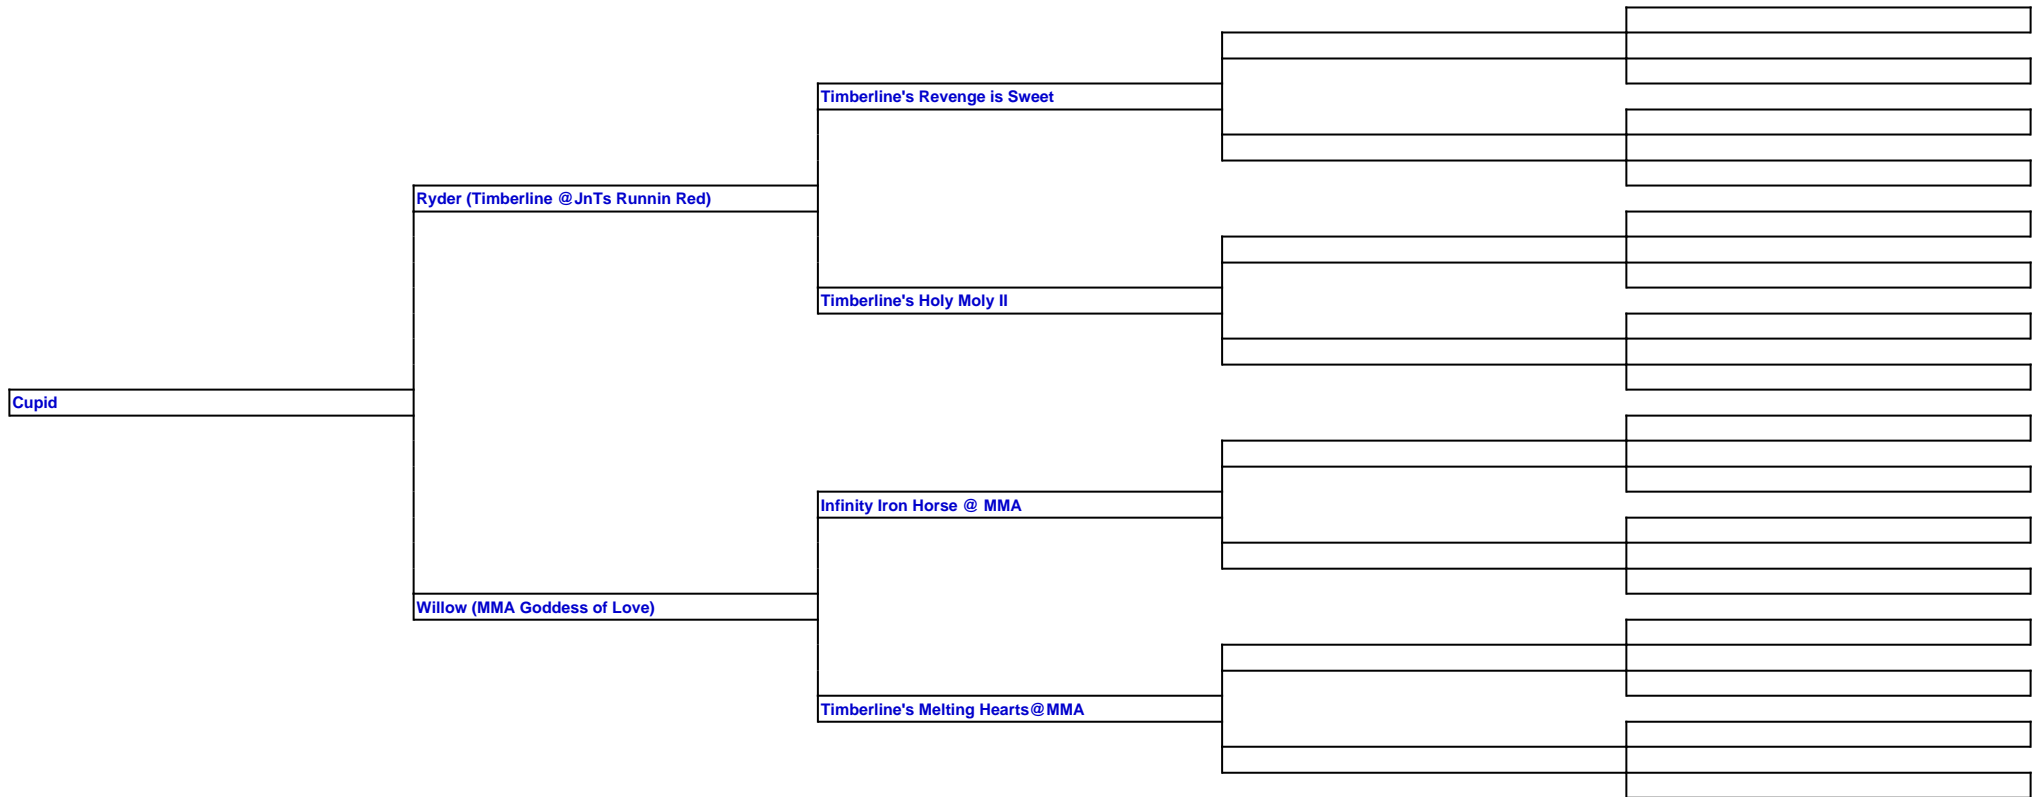 Timberline's Revenge is Sweet
Ryder (Timberline @JnTs Runnin Red)
Timberline's Holy Moly II
Cupid
Infinity Iron Horse @ MMA
Willow (MMA Goddess of Love)
Timberline's Melting Hearts@MMA